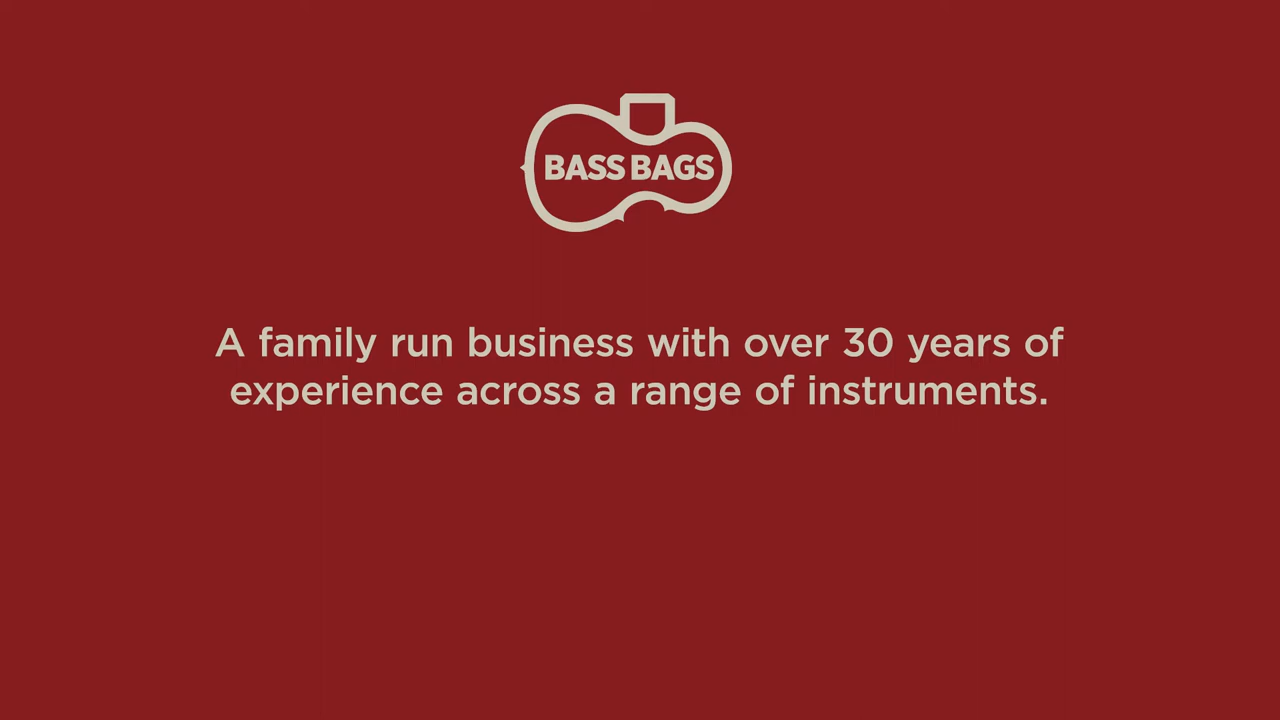 BASS BAGS
A family run business with over 30 years of
experience across a range of instruments.